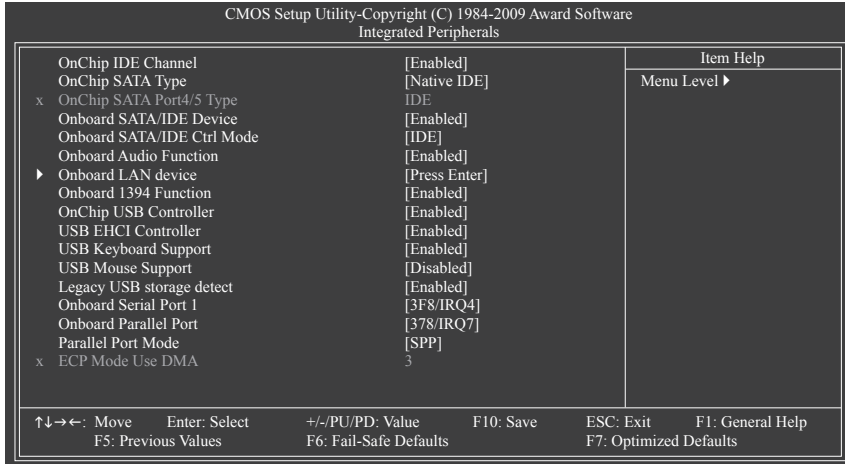 CMOS Setup Utility-Copyright (C) 1984-2009 Award Software
Integrated Peripherals
OnChip IDE Channel [Enabled]
OnChip SATA Type [Native IDE]
x OnChip SATA Port4/5 Type IDE
Onboard SATA/IDE Device [Enabled]
Onboard SATA/IDE Ctrl Mode [IDE]
Onboard Audio Function [Enabled]
Onboard LAN device [Press Enter]
Onboard 1394 Function [Enabled]
OnChip USB Controller [Enabled]
USB EHCI Controller [Enabled]
USB Keyboard Support [Enabled]
USB Mouse Support [Disabled]
Legacy USB storage detect [Enabled]
Onboard Serial Port 1 [3F8/IRQ4]
Onboard Parallel Port [378/IRQ7]
Parallel Port Mode [SPP]
x ECP Mode Use DMA 3
Item Help
Menu Level
↑↓→←: Move Enter: Select +/-/PU/PD: Value F10: Save ESC: Exit F1: General Help
F5: Previous Values F6: Fail-Safe Defaults F7: Optimized Defaults